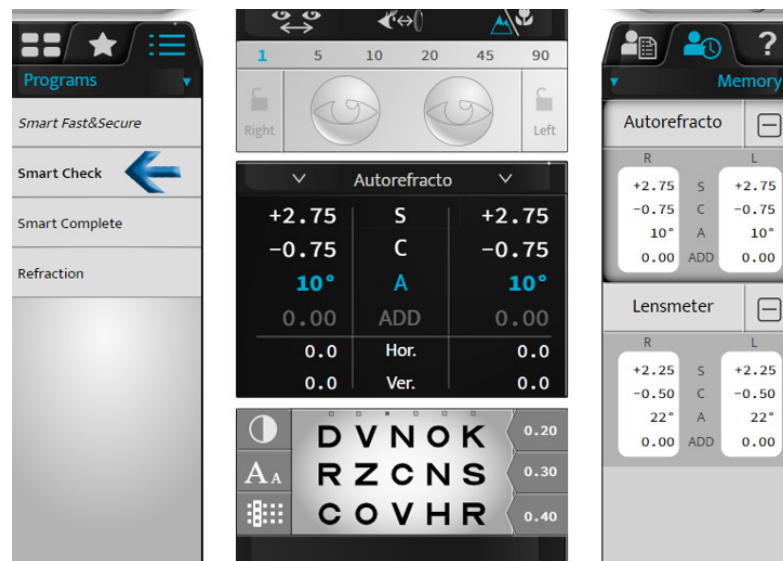 Programs
Smart Fast&Secure
Smart Check
Smart Complete
Refraction
1 5 10 20 45 90
Right Left
Autorefracto
+2.75 S +2.75
-0.75 C -0.75
10° A 10°
0.00 ADD 0.00
0.0 Hor. 0.0
0.0 Ver. 0.0
D V N O K 0.20
A A R Z C N S 0.30
C O V H R 0.40
?
Memory
Autorefracto
R L
+2.75 S +2.75
-0.75 C -0.75
10° A 10°
0.00 ADD 0.00
Lensmeter
R L
+2.25 S +2.25
-0.50 C -0.50
22° A 22°
0.00 ADD 0.00